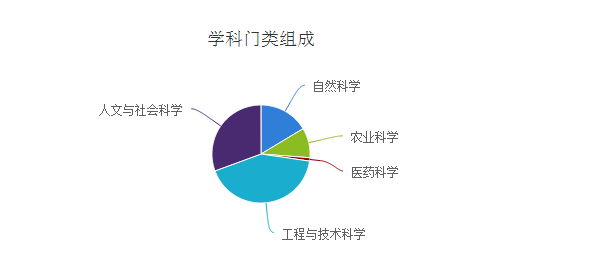 学科门类组成
自然科学
人文与社会科学
农业科学
医药科学
工程与技术科学